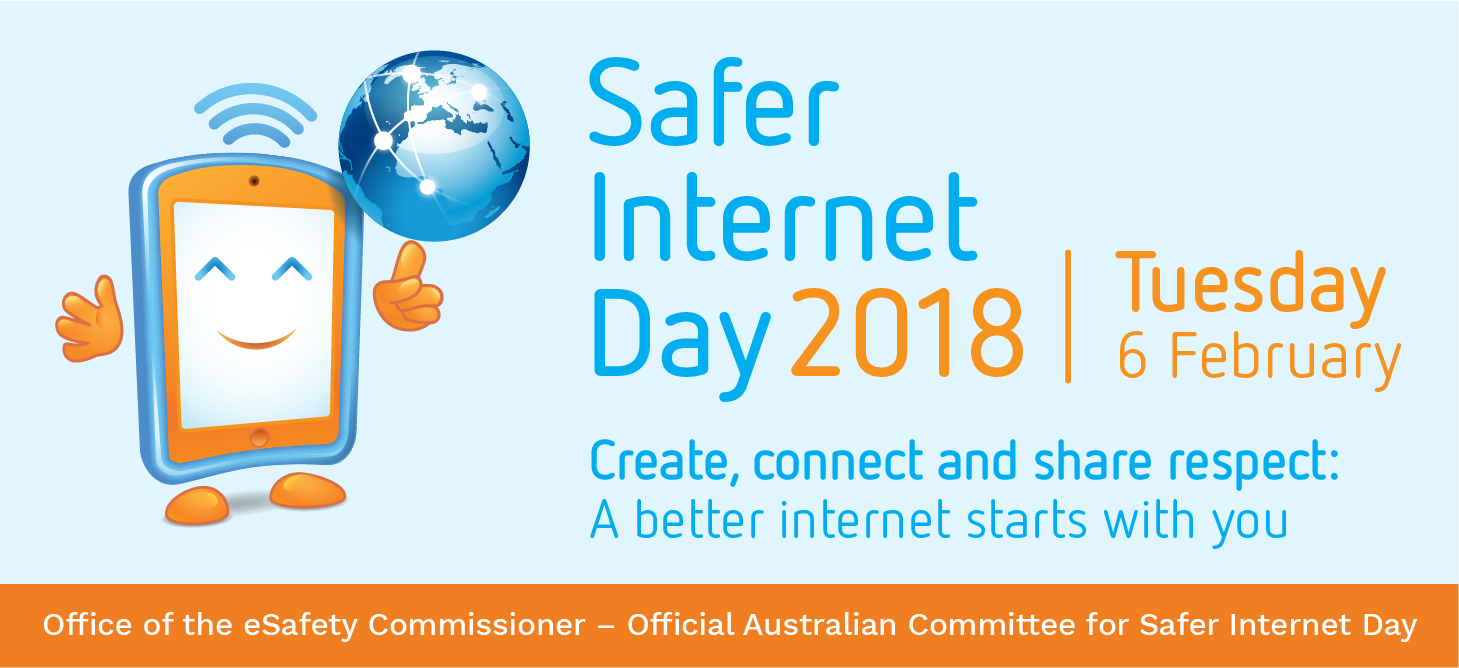 Safer
Internet
Day 2018
Tuesday
6 February
Create, connect and share respect:
A better internet starts with you
Office of the eSafety Commissioner – Official Australian Committee for Safer Internet Day